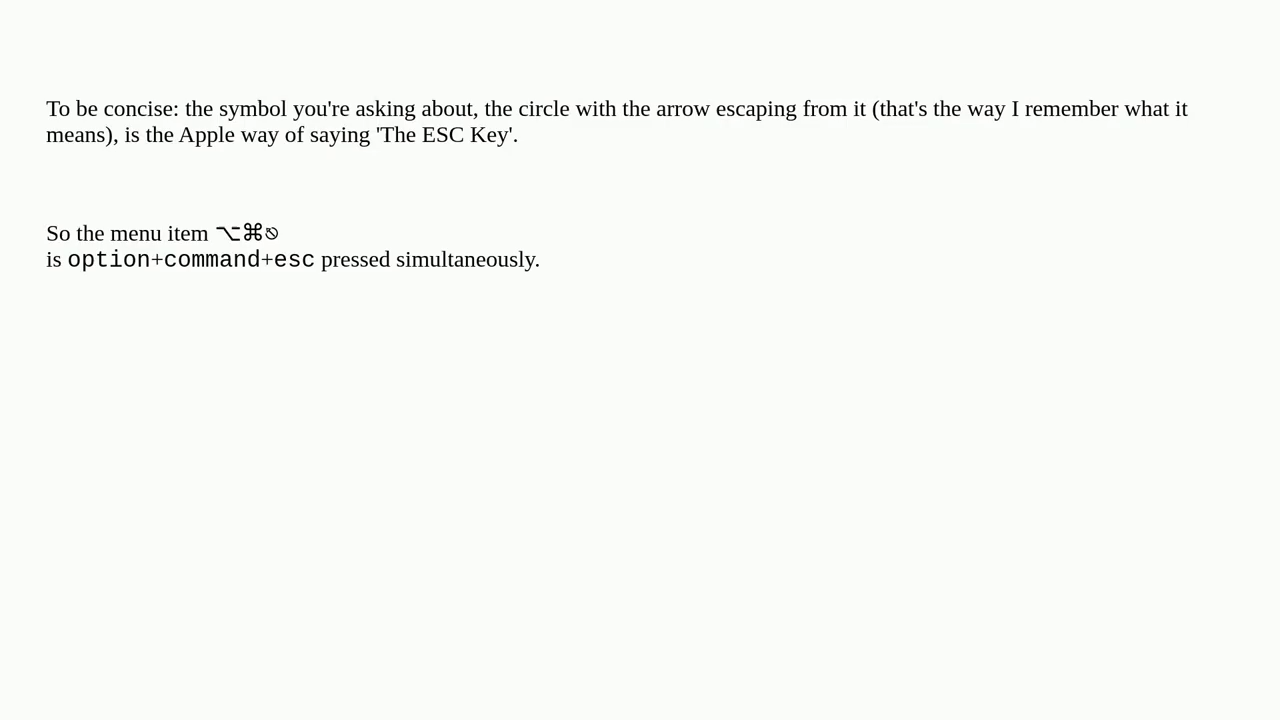 To be concise: the symbol you're asking about, the circle with the arrow escaping from it (that's the way I remember what it
means), is the Apple way of saying 'The ESC Key'.
So the menu item ⌥⌘⎋
is option+command+esc pressed simultaneously.